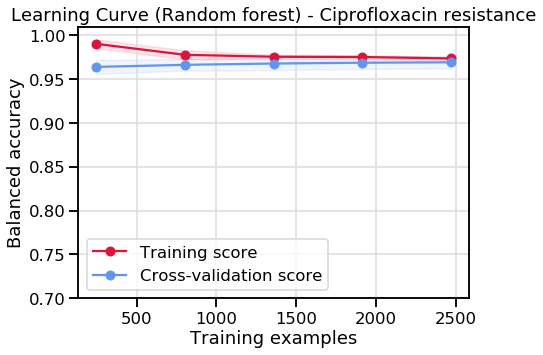 Learning Curve (Random forest) - Ciprofloxacin resistance
1.00
0.95
0.90
0.85
0.80
0.75
0.70
Balanced accuracy
Training score
Cross-validation score
500
1000
1500
2000
2500
Training examples